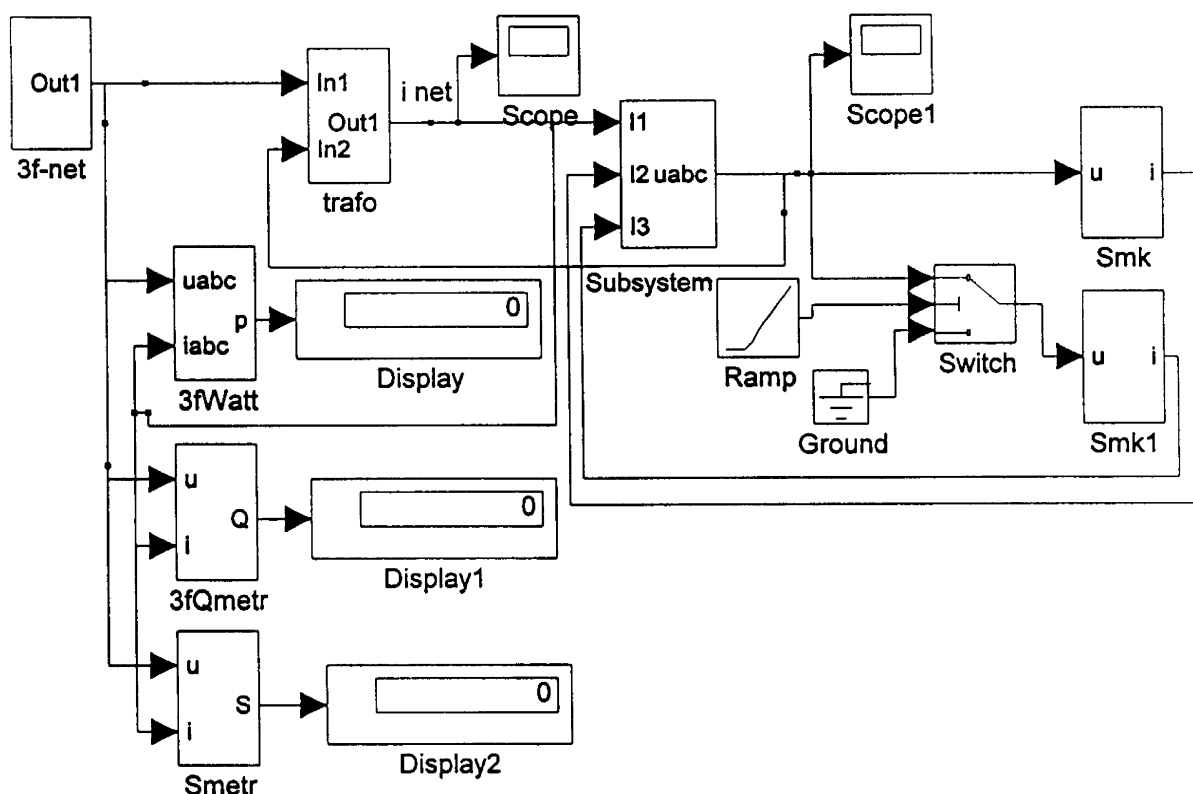 Out1
3f-net
In1
Out1
In2
trafo
i net
Scope
I1
I2 uabc
I3
Subsystem
Scope1
u i
Smk
uabc
p
iabc
3fWatt
0
Display
Ramp
Ground
Switch
u i
Smk1
u
Q
i
3fQmetr
0
Display1
u
S
i
Smetr
0
Display2